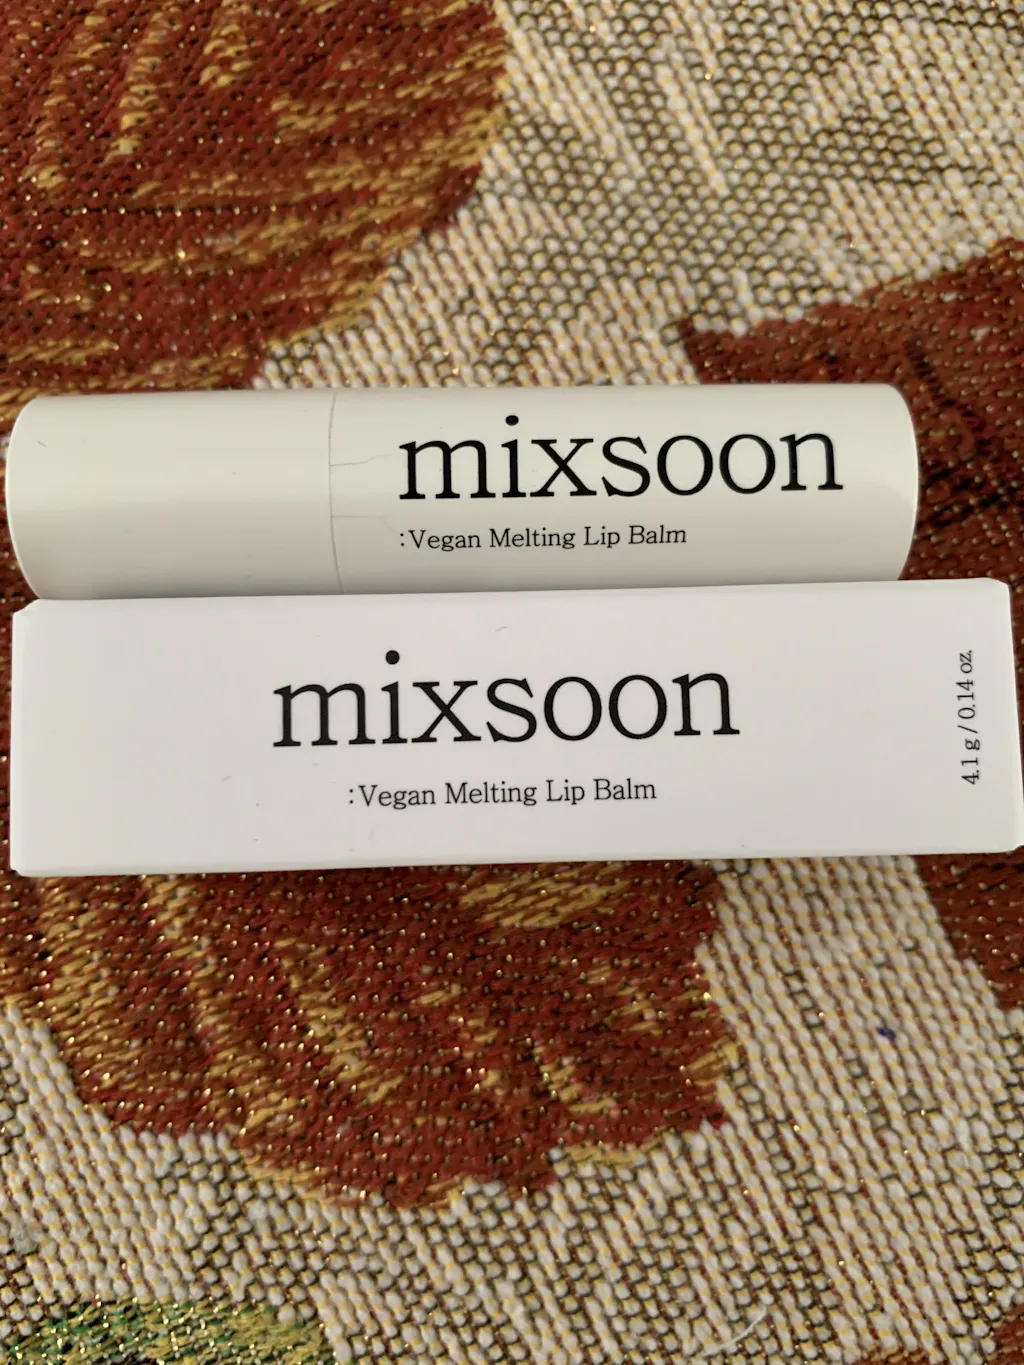 mixsoon
:Vegan Melting Lip Balm
mixsoon
:Vegan Melting Lip Balm
4.1 g / 0.14 oz.